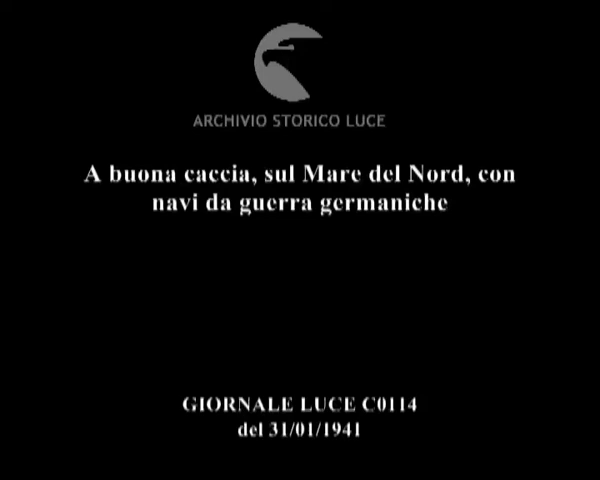 ARCHIVIO STORICO LUCE
A buona caccia, sul Mare del Nord, con
navi da guerra germaniche
GIORNALE LUCE C0114
del 31/01/1941